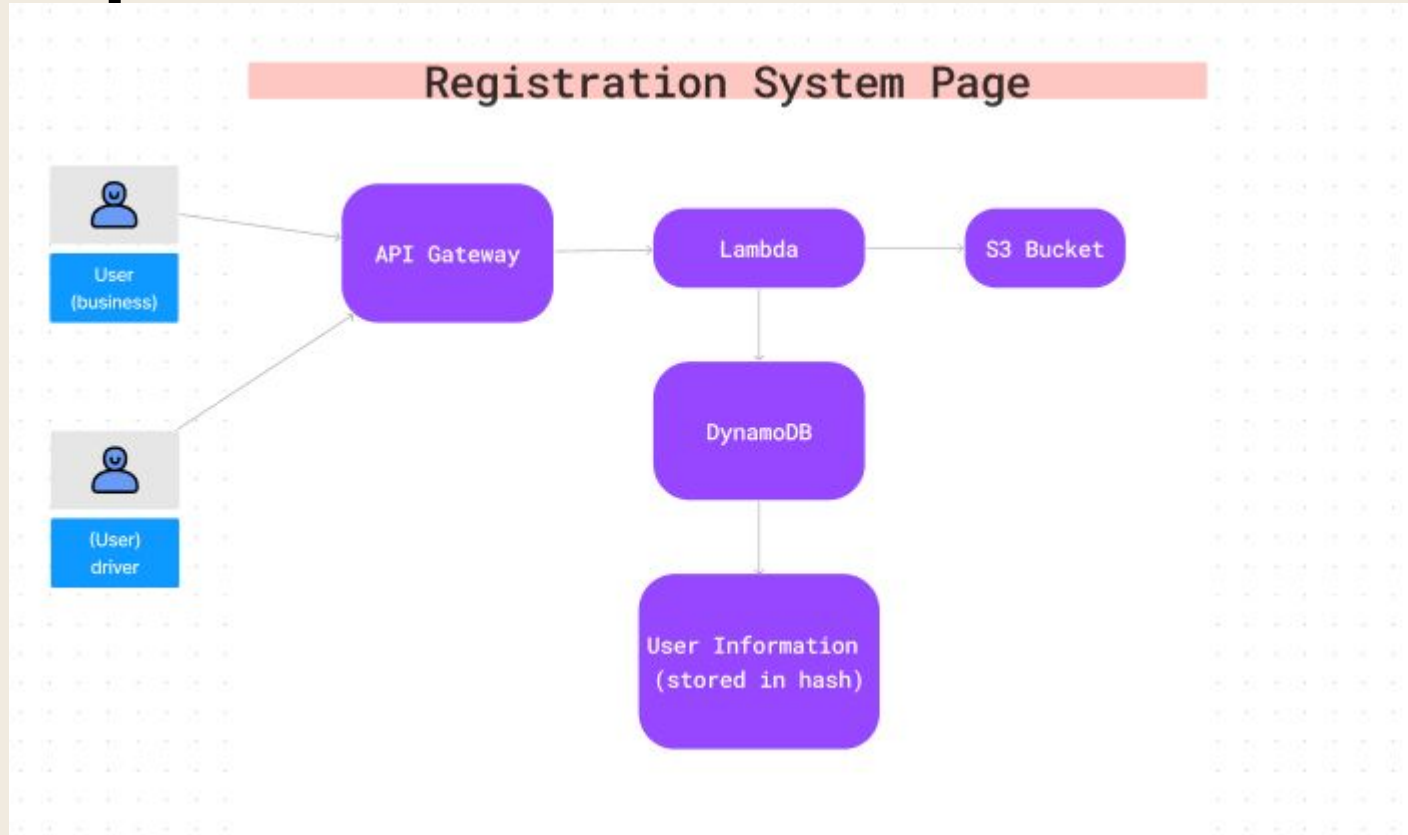 Registration System Page
User
(business)
API Gateway
Lambda
S3 Bucket
DynamoDB
(User)
driver
User Information
(stored in hash)